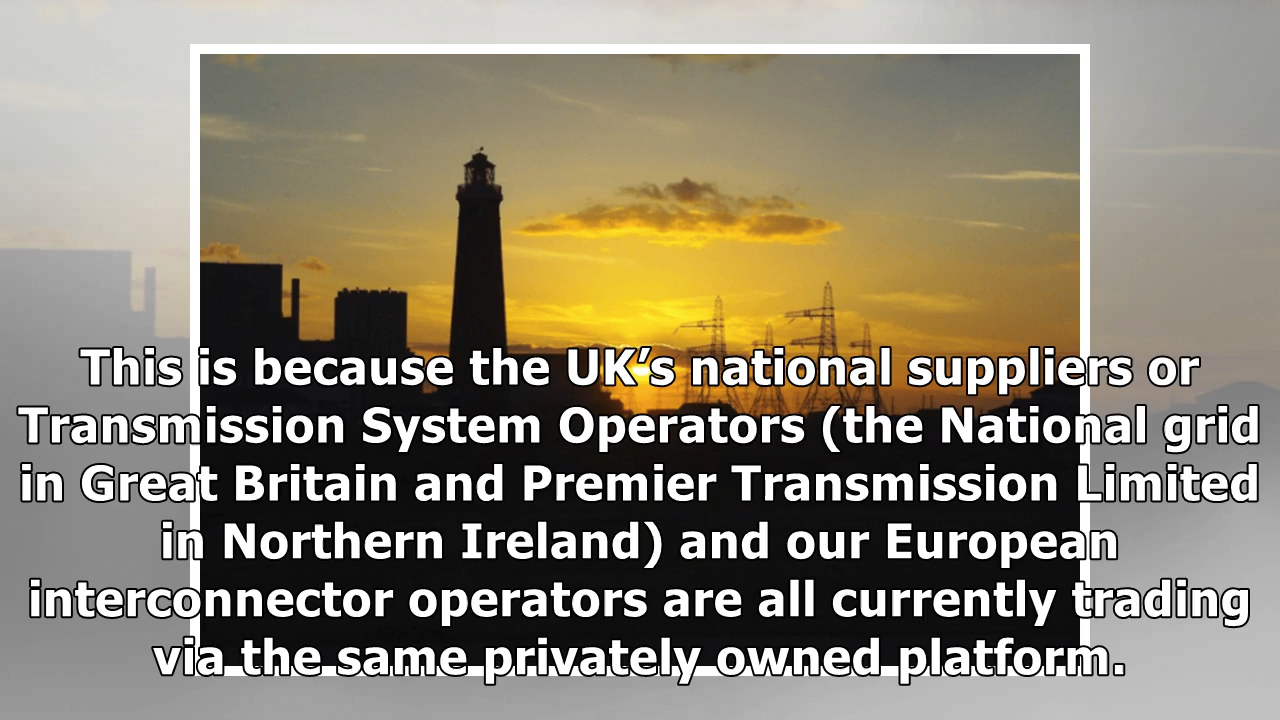 This is because the UK’s national suppliers or
Transmission System Operators (the National grid
in Great Britain and Premier Transmission Limited
in Northern Ireland) and our European
interconnector operators are all currently trading
via the same privately owned platform.